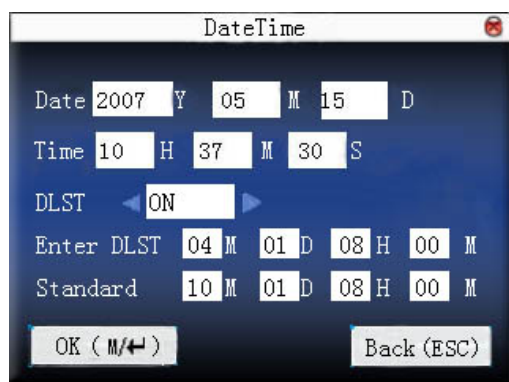 DateTime
Date 2007 Y 05 M 15 D
Time 10 H 37 M 30 S
DLST ON
Enter DLST 04 M 01 D 08 H 00 M
Standard 10 M 01 D 08 H 00 M
OK (M/↵) Back (ESC)